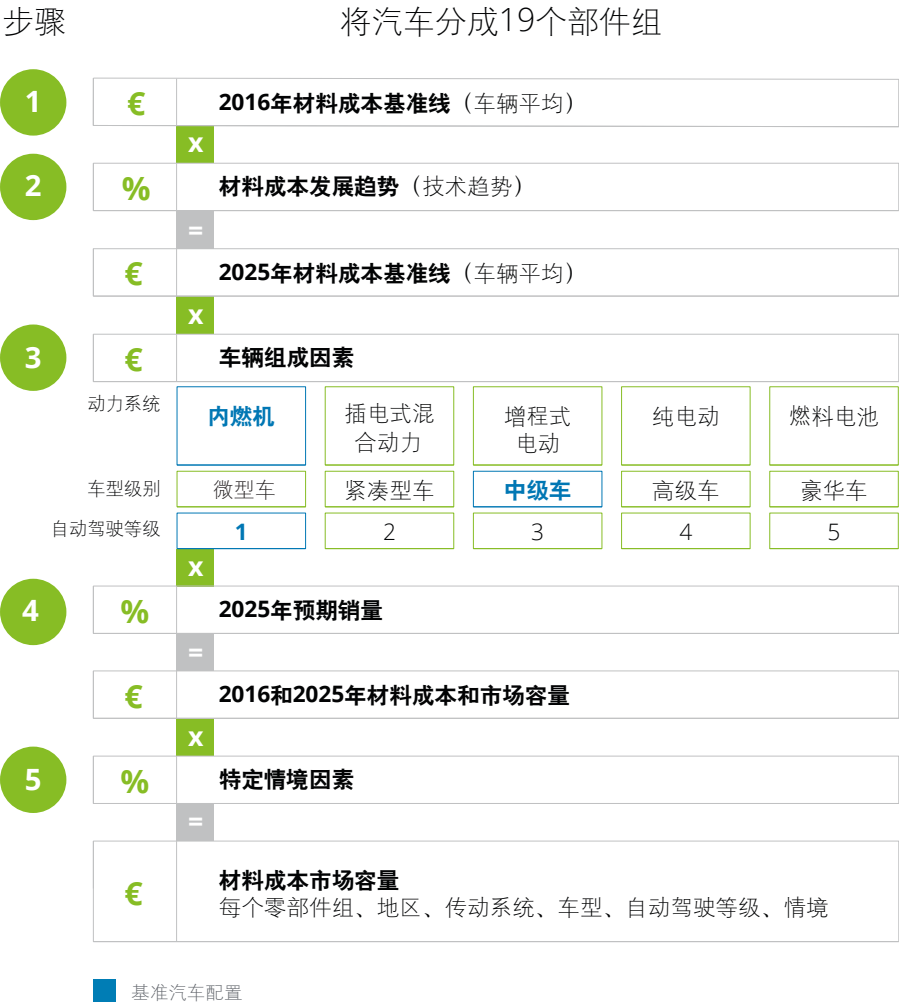 步骤
将汽车分成19个部件组
1
€
2016年材料成本基准线（车辆平均）
x
2
%
材料成本发展趋势（技术趋势）
=
€
2025年材料成本基准线（车辆平均）
x
3
€
车辆组成因素
动力系统
内燃机
插电式混
合动力
增程式
电动
纯电动
燃料电池
车型级别
微型车
紧凑型车
中级车
高级车
豪华车
自动驾驶等级
1
2
3
4
5
x
4
%
2025年预期销量
=
€
2016和2025年材料成本和市场容量
x
5
%
特定情境因素
=
€
材料成本市场容量
每个零部件组、地区、传动系统、车型、自动驾驶等级、情境
基准汽车配置